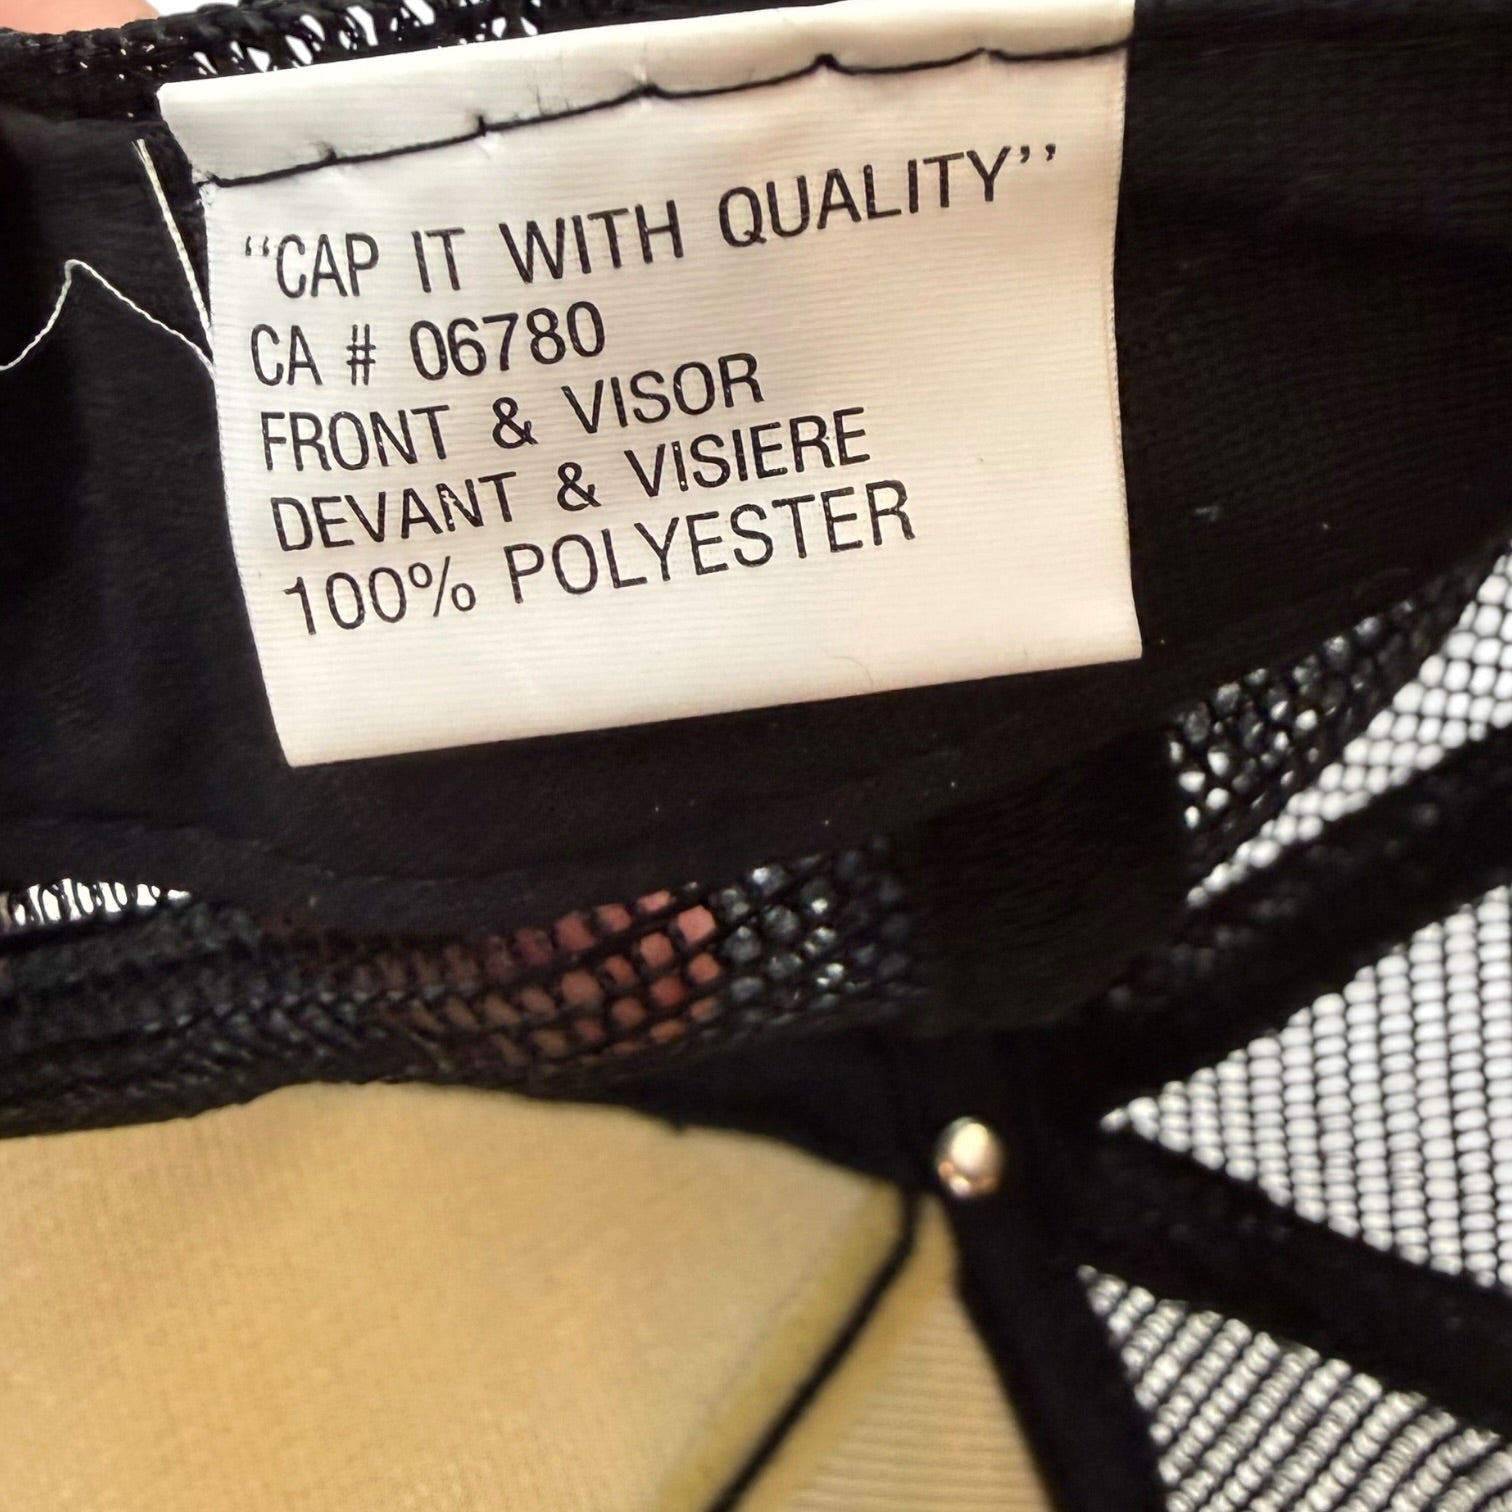 “CAP IT WITH QUALITY”
CA # 06780
FRONT & VISOR
DEVANT & VISIERE
100% POLYESTER